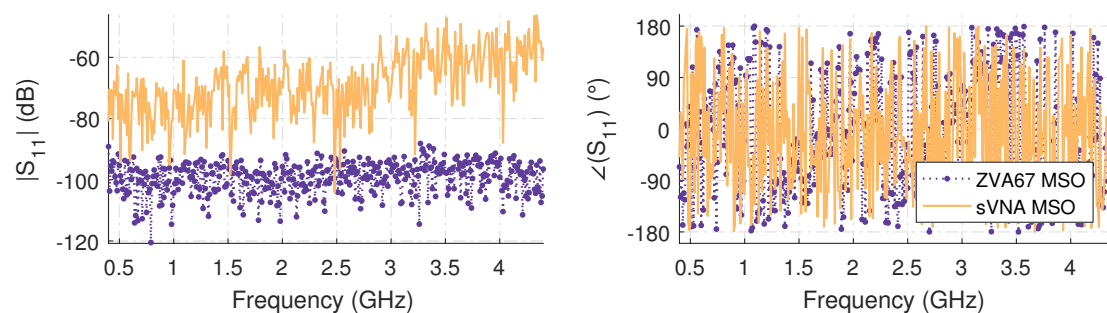 |S11| (dB)
-60
-80
-100
-120
0.5 1 1.5 2 2.5 3 3.5 4
Frequency (GHz)
∠(S11) (°)
180
90
0
-90
-180
ZVA67 MSO
sVNA MSO
0.5 1 1.5 2 2.5 3 3.5 4
Frequency (GHz)